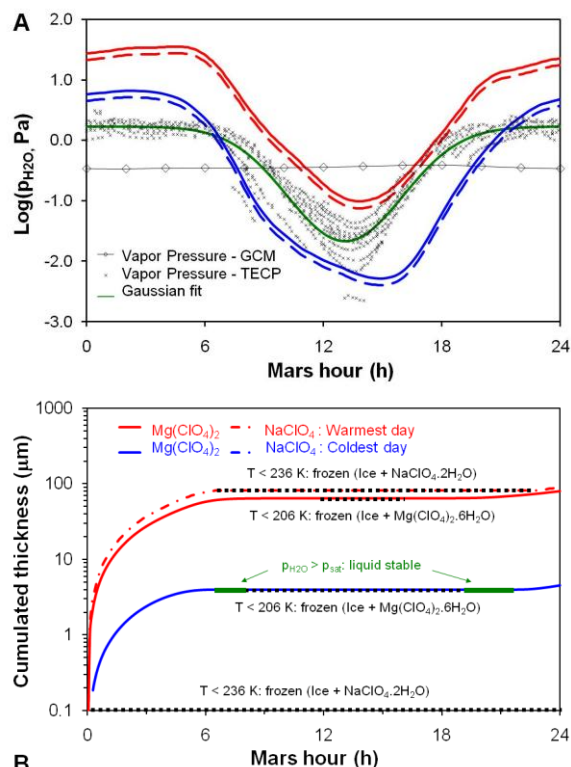 A
2.0
1.0
0.0
-1.0
-2.0
-3.0
Log(pH2O, Pa)
Vapor Pressure - GCM
Vapor Pressure - TECP
Gaussian fit
0 6 12 18 24
Mars hour (h)
1000
100
10
1
0.1
Cumulated thickness (µm)
Mg(ClO4)2 NaClO4 : Warmest day
Mg(ClO4)2 NaClO4 : Coldest day
T < 236 K: frozen (Ice + NaClO4.2H2O)
T < 206 K: frozen (Ice + Mg(ClO4)2.6H2O)
pH2O > psat: liquid stable
T < 206 K: frozen (Ice + Mg(ClO4)2.6H2O)
T < 236 K: frozen (Ice + NaClO4.2H2O)
0 6 12 18 24
B
Mars hour (h)